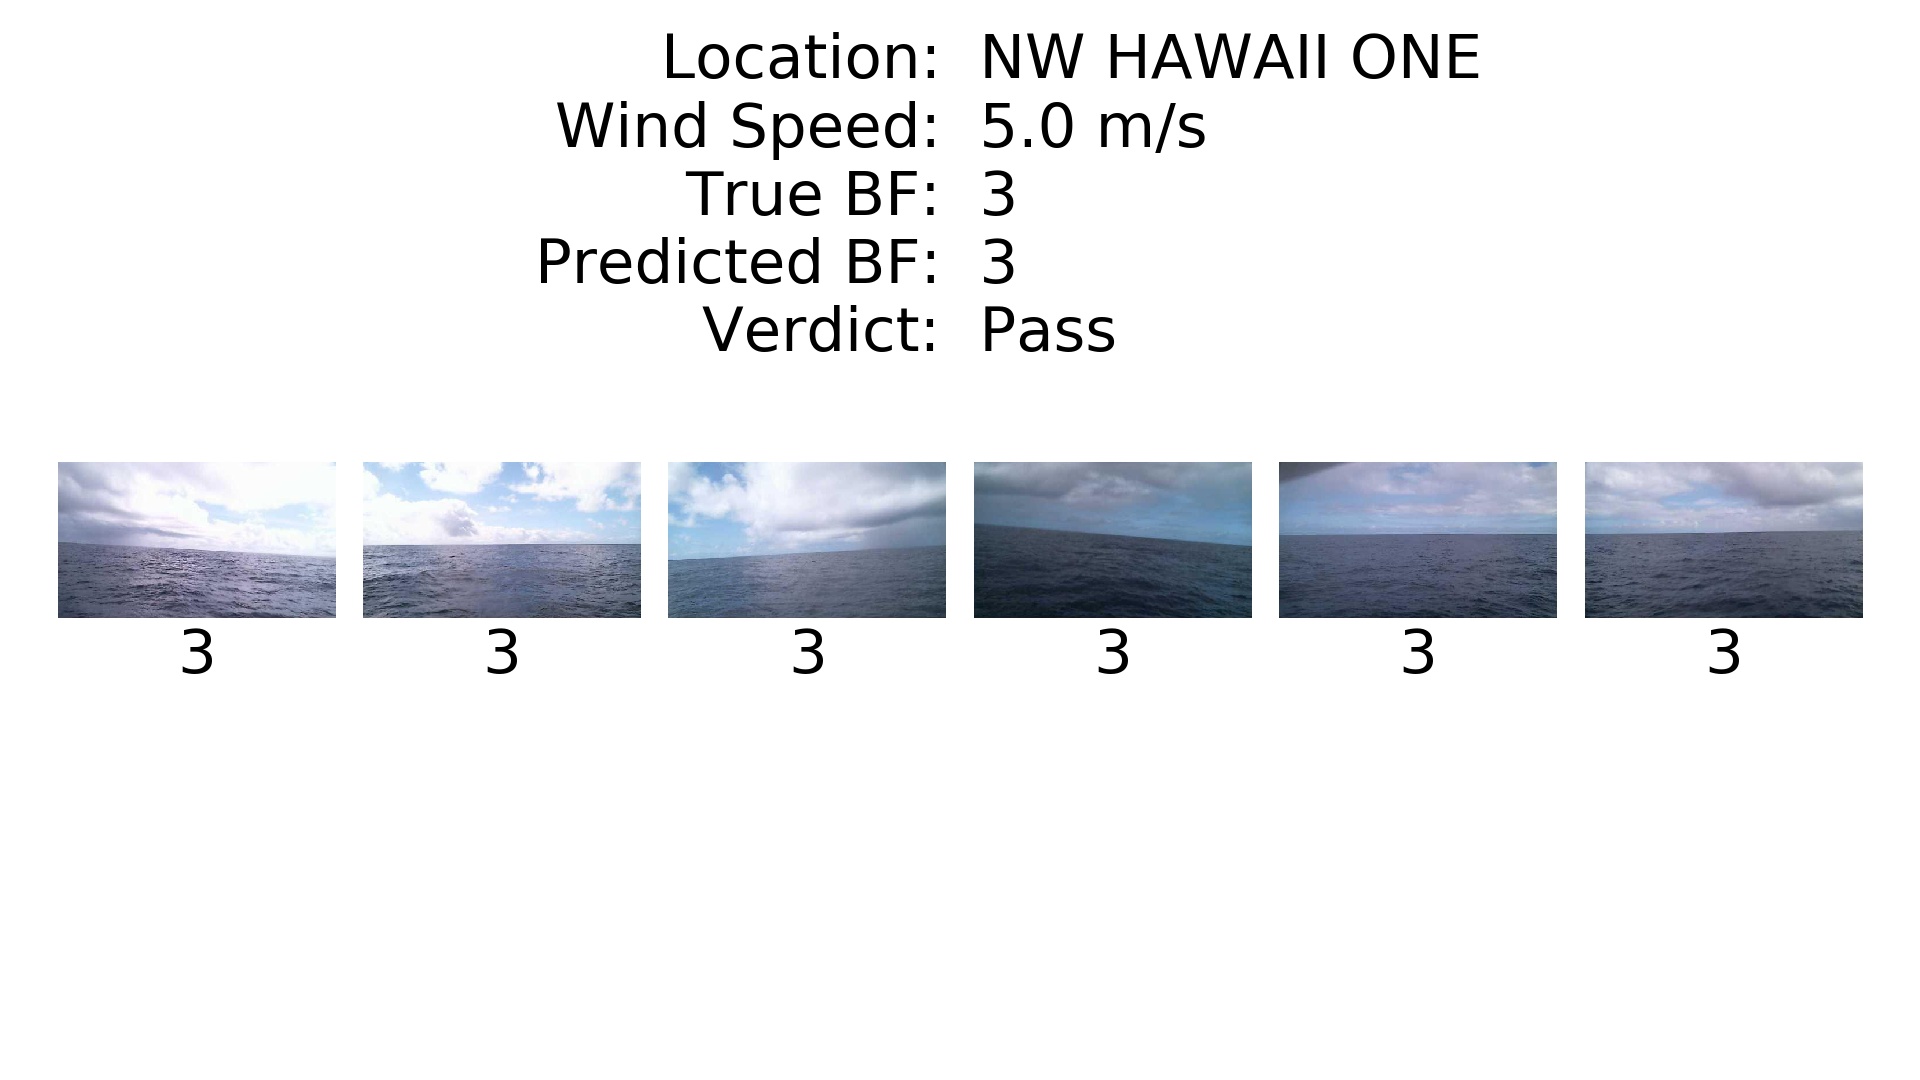 Location: NW HAWAII ONE
Wind Speed: 5.0 m/s
True BF: 3
Predicted BF: 3
Verdict: Pass
3 3 3 3 3 3